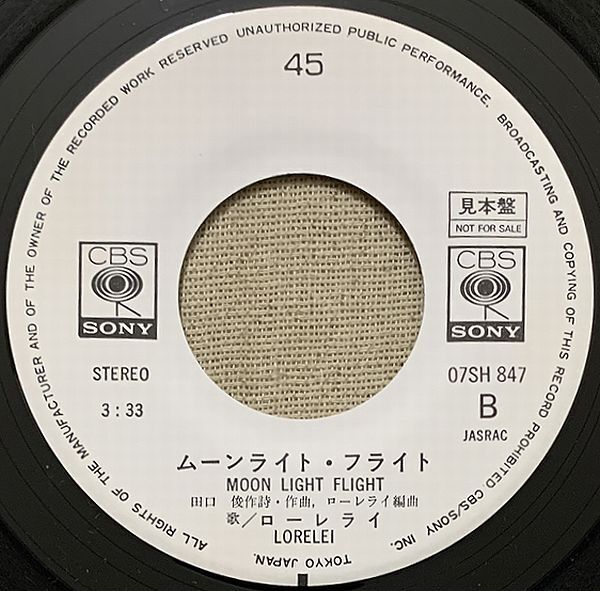 ALL RIGHTS OF THE MANUFACTURER AND OF THE OWNER OF THE RECORDED WORK RESERVED UNAUTHORIZED PUBLIC PERFORMANCE, BROADCASTING AND COPYING OF THIS RECORD PROHIBITED CBS/SONY INC. TOKYO JAPAN.
45
見本盤
NOT FOR SALE
CBS
SONY
CBS
SONY
STEREO
3:33
07SH 847
B
JASRAC
ムーンライト・フライト
MOON LIGHT FLIGHT
田口 俊作詩・作曲, ローレライ編曲
歌/ローレライ
LORELEI